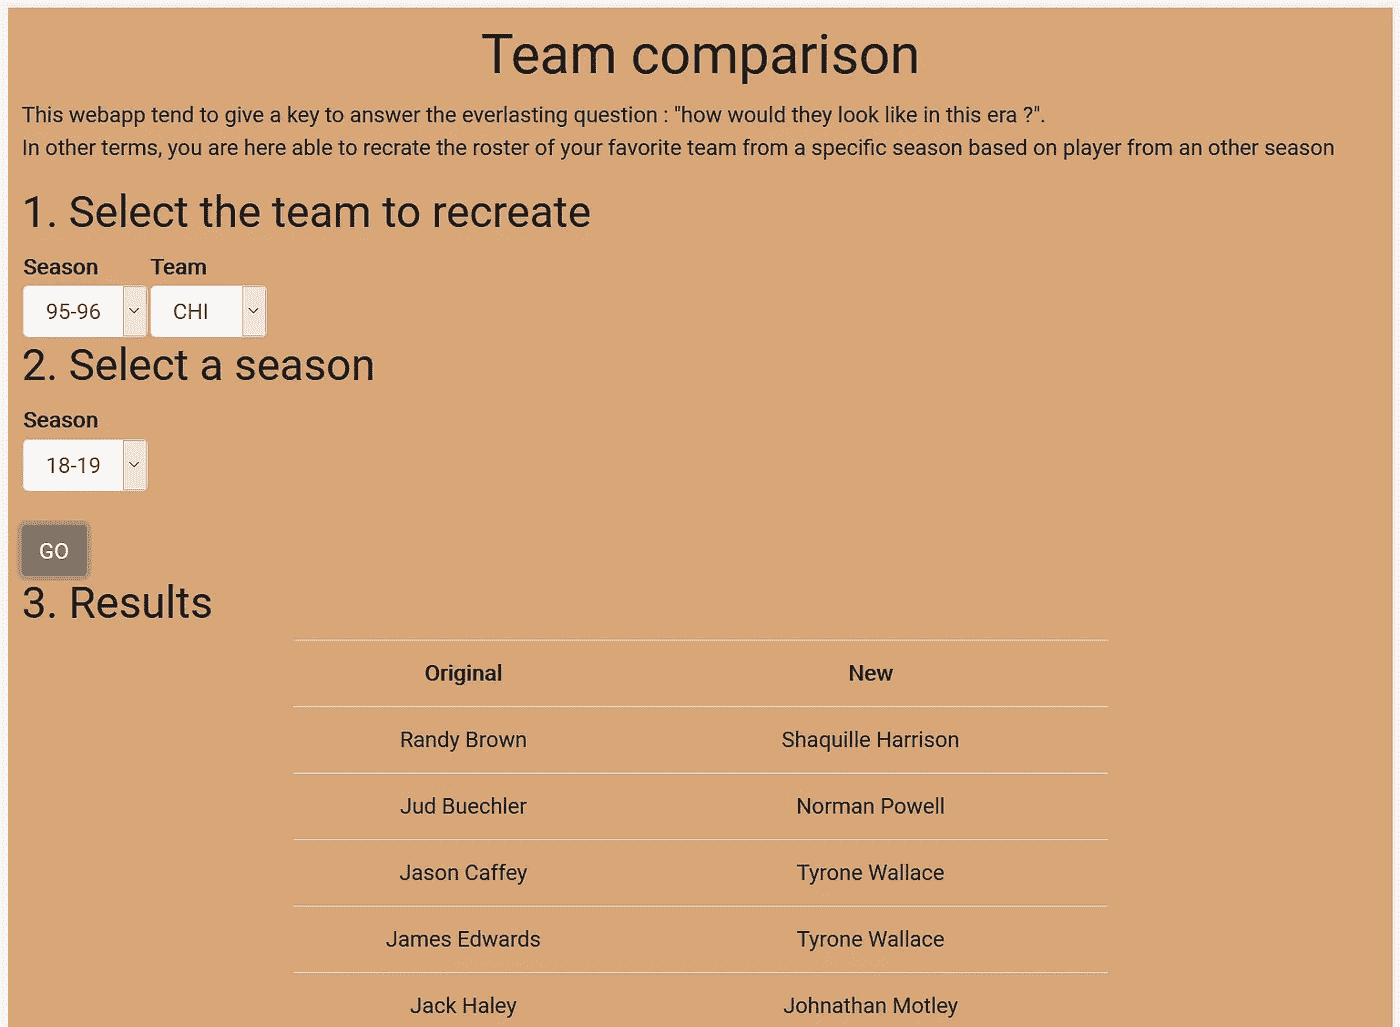 Team comparison
This webapp tend to give a key to answer the everlasting question : "how would they look like in this era ?".
In other terms, you are here able to recrate the roster of your favorite team from a specific season based on player from an other season
1. Select the team to recreate
Season Team
95-96 CHI
2. Select a season
Season
18-19
GO
3. Results
Original New
Randy Brown Shaquille Harrison
Jud Buechler Norman Powell
Jason Caffey Tyrone Wallace
James Edwards Tyrone Wallace
Jack Haley Johnathan Motley